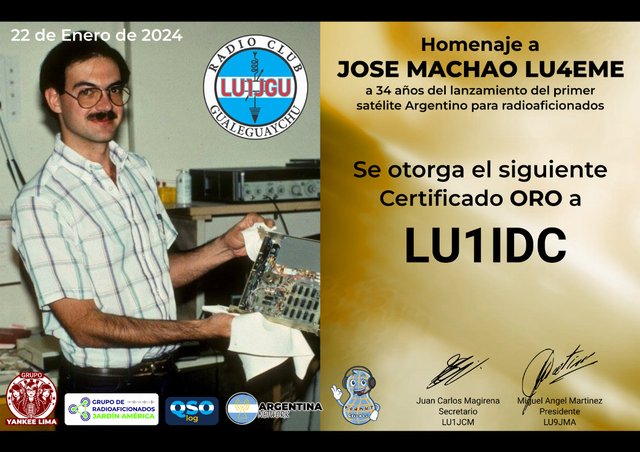 22 de Enero de 2024
RADIO CLUB
LU1JGU
GUALEGUAYCHU
Homenaje a
JOSE MACHAO LU4EME
a 34 años del lanzamiento del primer
satélite Argentino para radioaficionados
Se otorga el siguiente
Certificado ORO a
LU1IDC
Juan Carlos Magirena
Secretario
LU1JCM
Miguel Angel Martinez
Presidente
LU9JMA
GRUPO
YANKEE LIMA
GRUPO DE
RADIOAFICIONADOS
JARDÍN AMÉRICA
QSO
log
ARGENTINA